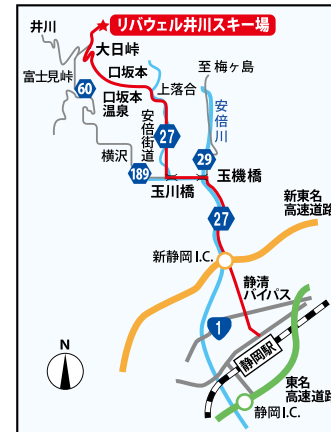 リバウェル井川スキー場
井川
大日峠
至 梅ヶ島
富士見峠
口坂本
60
口坂本
温泉
上落合
安倍街道
27
安倍川
横沢
189
29
玉機橋
玉川橋
27
新東名
高速道路
新静岡I.C.
静清
バイパス
1
静岡駅
N
東名
高速道路
静岡I.C.